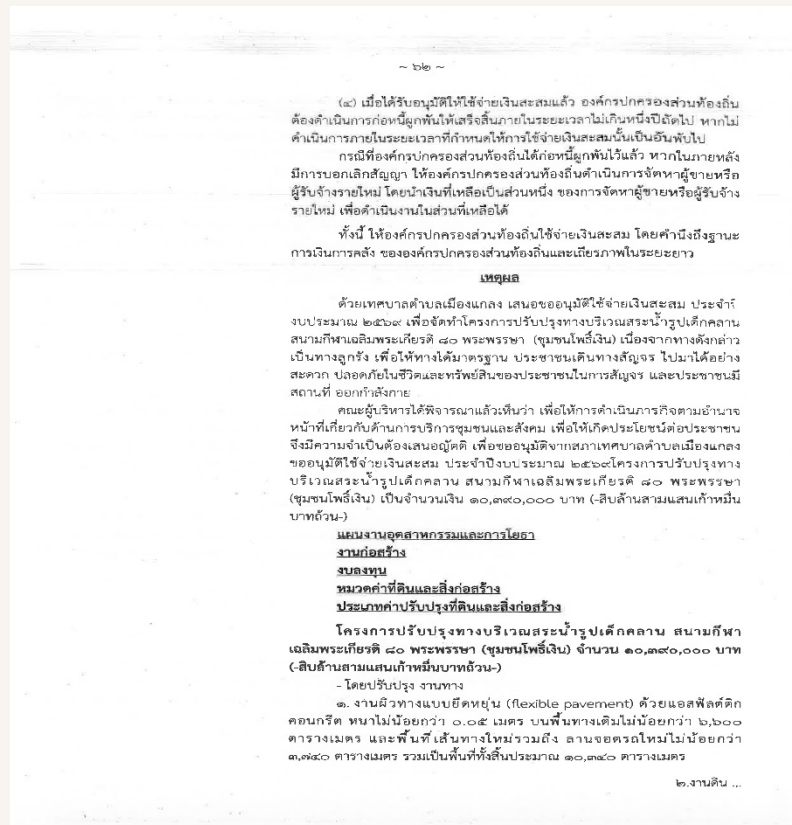 ~ ๖๒ ~
(๔) เมื่อได้รับอนุมัติให้ใช้จ่ายเงินสะสมแล้ว องค์กรปกครองส่วนท้องถิ่น
ต้องดำเนินการก่อหนี้ผูกพันให้เสร็จสิ้นภายในระยะเวลาไม่เกินหนึ่งปีถัดไป หากไม่
ดำเนินการภายในระยะเวลาที่กำหนดให้การใช้จ่ายเงินสะสมนั้นเป็นอันพับไป
กรณีที่องค์กรปกครองส่วนท้องถิ่นได้ก่อหนี้ผูกพันไว้แล้ว หากในภายหลัง
มีการบอกเลิกสัญญา ให้องค์กรปกครองส่วนท้องถิ่นดำเนินการจัดหาผู้ขายหรือ
ผู้รับจ้างรายใหม่ โดยนำเงินที่เหลือเป็นส่วนหนึ่ง ของการจัดหาผู้ขายหรือผู้รับจ้าง
รายใหม่ เพื่อดำเนินงานในส่วนที่เหลือได้
ทั้งนี้ ให้องค์กรปกครองส่วนท้องถิ่นใช้จ่ายเงินสะสม โดยคำนึงถึงฐานะ
การเงินการคลัง ขององค์กรปกครองส่วนท้องถิ่นและเถียรภาพในระยะยาว
เหตุผล
ด้วยเทศบาลตำบลเมืองแกลง เสนอขออนุมัติใช้จ่ายเงินสะสม ประจำ
งบประมาณ ๒๕๖๙ เพื่อจัดทำโครงการปรับปรุงทางบริเวณสระน้ำรูปเด็กคลาน
สนามกีฬาเฉลิมพระเกียรติ ๘๐ พระพรรษา (ชุมชนโพธิ์เงิน) เนื่องจากทางดังกล่าว
เป็นทางลูกรัง เพื่อให้ทางได้มาตรฐาน ประชาชนเดินทางสัญจร ไปมาได้อย่าง
สะดวก ปลอดภัยในชีวิตและทรัพย์สินของประชาชนในการสัญจร และประชาชนมี
สถานที่ ออกกำลังกาย
คณะผู้บริหารได้พิจารณาแล้วเห็นว่า เพื่อให้การดำเนินภารกิจตามอำนาจ
หน้าที่เกี่ยวกับด้านการบริการชุมชนและสังคม เพื่อให้เกิดประโยชน์ต่อประชาชน
จึงมีความจำเป็นต้องเสนอญัตติ เพื่อขออนุมัติจากสภาเทศบาลตำบลเมืองแกลง
ขออนุมัติใช้จ่ายเงินสะสม ประจำปีงบประมาณ ๒๕๖๙โครงการปรับปรุงทาง
บริเวณสระน้ำรูปเด็กคลาน สนามกีฬาเฉลิมพระเกียรติ ๘๐ พระพรรษา
(ชุมชนโพธิ์เงิน) เป็นจำนวนเงิน ๑๐,๓๙๐,๐๐๐ บาท (-สิบล้านสามแสนเก้าหมื่น
บาทถ้วน-)
แผนงานอุตสาหกรรมและการโยธา
งานก่อสร้าง
งบลงทุน
หมวดค่าที่ดินและสิ่งก่อสร้าง
ประเภทค่าปรับปรุงที่ดินและสิ่งก่อสร้าง
โครงการปรับปรุงทางบริเวณสระน้ำรูปเด็กคลาน สนามกีฬา
เฉลิมพระเกียรติ ๘๐ พระพรรษา (ชุมชนโพธิ์เงิน) จำนวน ๑๐,๓๙๐,๐๐๐ บาท
(-สิบล้านสามแสนเก้าหมื่นบาทถ้วน-)
- โดยปรับปรุง งานทาง
๑. งานผิวทางแบบยืดหยุ่น (flexible pavement) ด้วยแอสฟัลต์ติก
คอนกรีต หนาไม่น้อยกว่า ๐.๐๕ เมตร บนพื้นทางเดิมไม่น้อยกว่า ๖,๖๐๐
ตารางเมตร และพื้นที่เส้นทางใหม่รวมถึง ลานจอดรถใหม่ไม่น้อยกว่า
๓,๗๔๐ ตารางเมตร รวมเป็นพื้นที่ทั้งสิ้นประมาณ ๑๐,๓๔๐ ตารางเมตร
๒.งานดิน ...